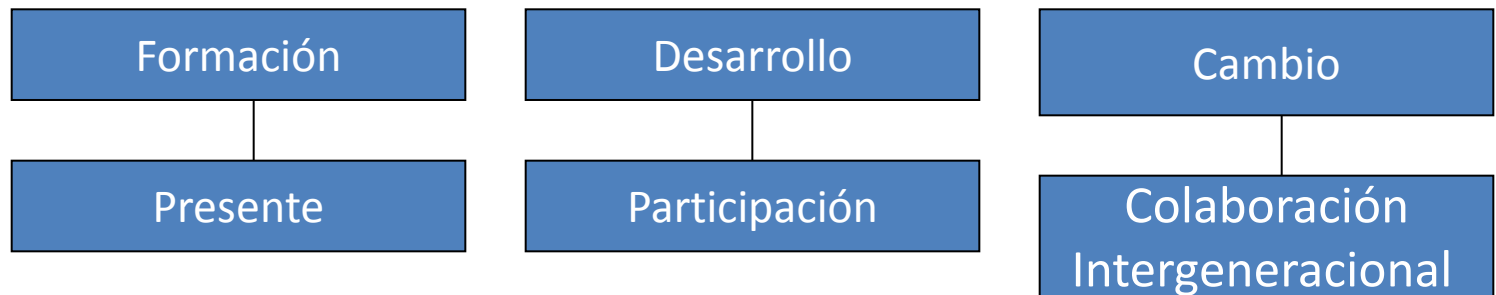 Formación
Desarrollo
Cambio
Presente
Participación
Colaboración
Intergeneracional